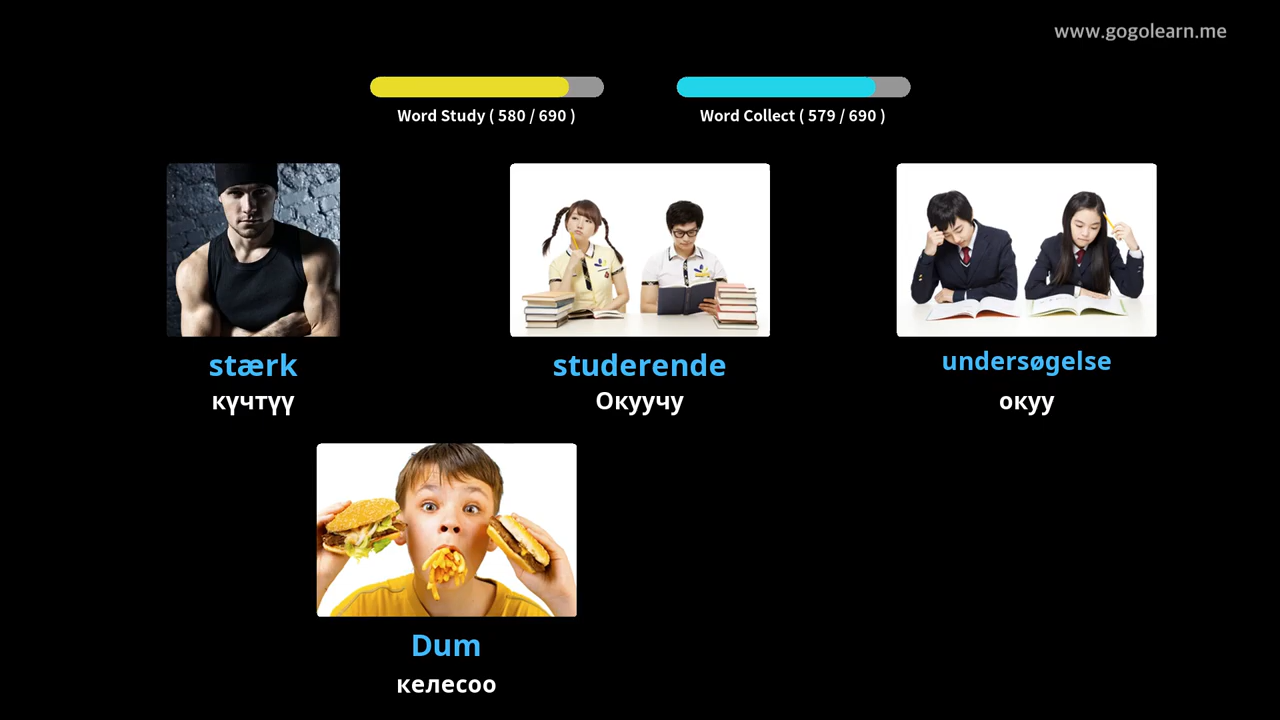 www.gogolearn.me
Word Study ( 580 / 690 )
Word Collect ( 579 / 690 )
stærk
studerende
undersøgelse
күчтүү
Окуучу
окуу
Dum
келесоо